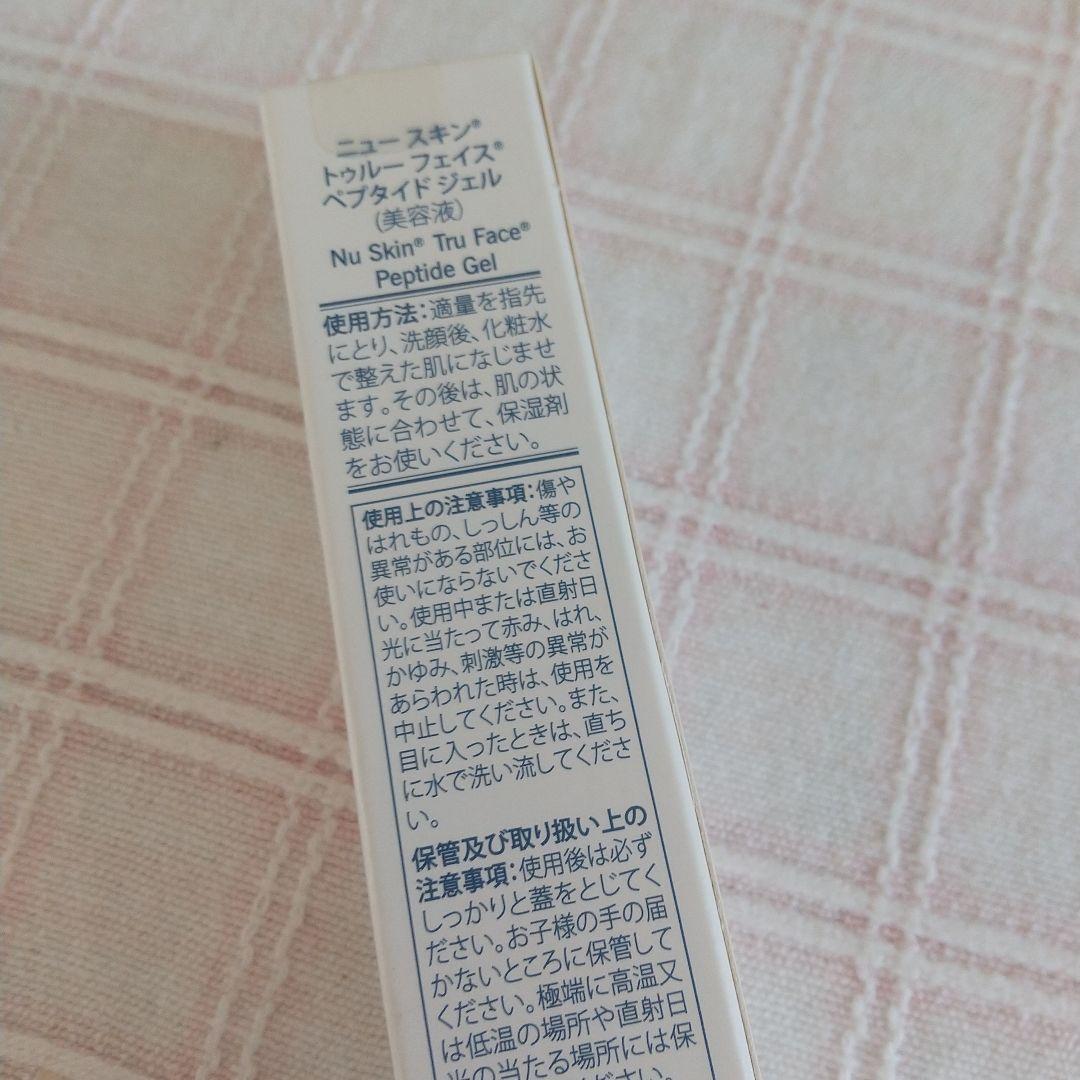 ニュー スキン®
トゥルー フェイス®
ペプタイド ジェル
(美容液)
Nu Skin® Tru Face®
Peptide Gel
使用方法:適量を指先
にとり、洗顔後、化粧水
で整えた肌になじませ
ます。その後は、肌の状
態に合わせて、保湿剤
をお使いください。
使用上の注意事項:傷や
はれもの、しっしん等の
異常がある部位には、お
使いにならないでくださ
い。使用中または直射日
光に当たって赤み、はれ、
かゆみ、刺激等の異常が
あらわれた時は、使用を
中止してください。また、
目に入ったときは、直ち
に水で洗い流してくださ
い。
保管及び取り扱い上の
注意事項:使用後は必ず
しっかりと蓋をとじてく
ださい。お子様の手の届
かないところに保管して
ください。極端に高温又
は低温の場所や直射日
光の当たる場所には保
ください。